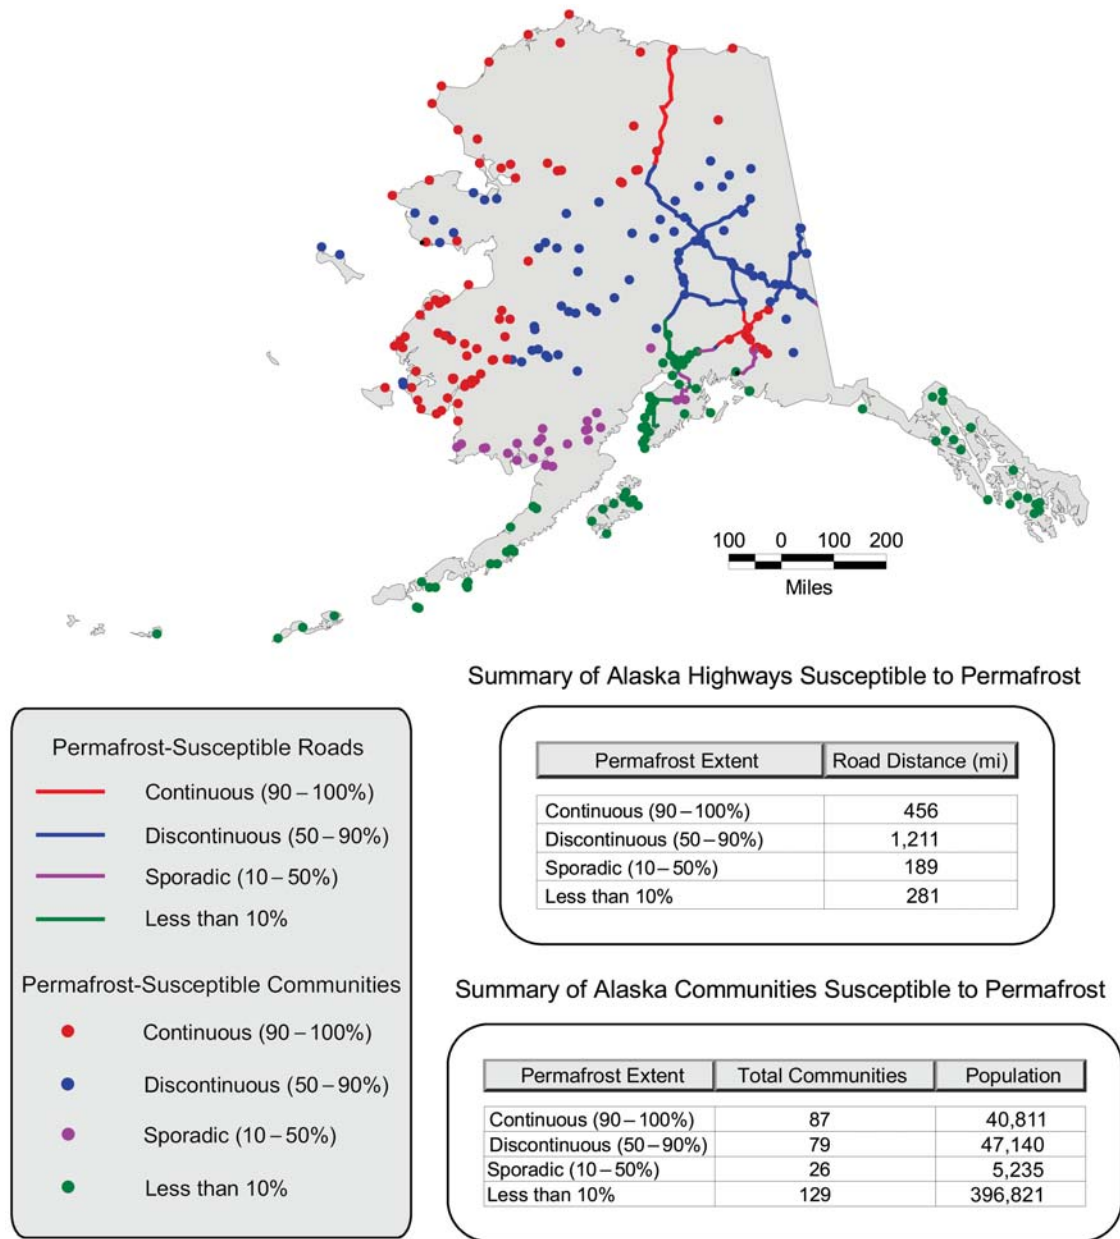 100 0 100 200
Miles
Summary of Alaska Highways Susceptible to Permafrost
Permafrost Extent Road Distance (mi)
Continuous (90 – 100%) 456
Discontinuous (50 – 90%) 1,211
Sporadic (10 – 50%) 189
Less than 10% 281
Permafrost-Susceptible Roads
Continuous (90 – 100%)
Discontinuous (50 – 90%)
Sporadic (10 – 50%)
Less than 10%
Permafrost-Susceptible Communities
Continuous (90 – 100%)
Discontinuous (50 – 90%)
Sporadic (10 – 50%)
Less than 10%
Summary of Alaska Communities Susceptible to Permafrost
Permafrost Extent Total Communities Population
Continuous (90 – 100%) 87 40,811
Discontinuous (50 – 90%) 79 47,140
Sporadic (10 – 50%) 26 5,235
Less than 10% 129 396,821